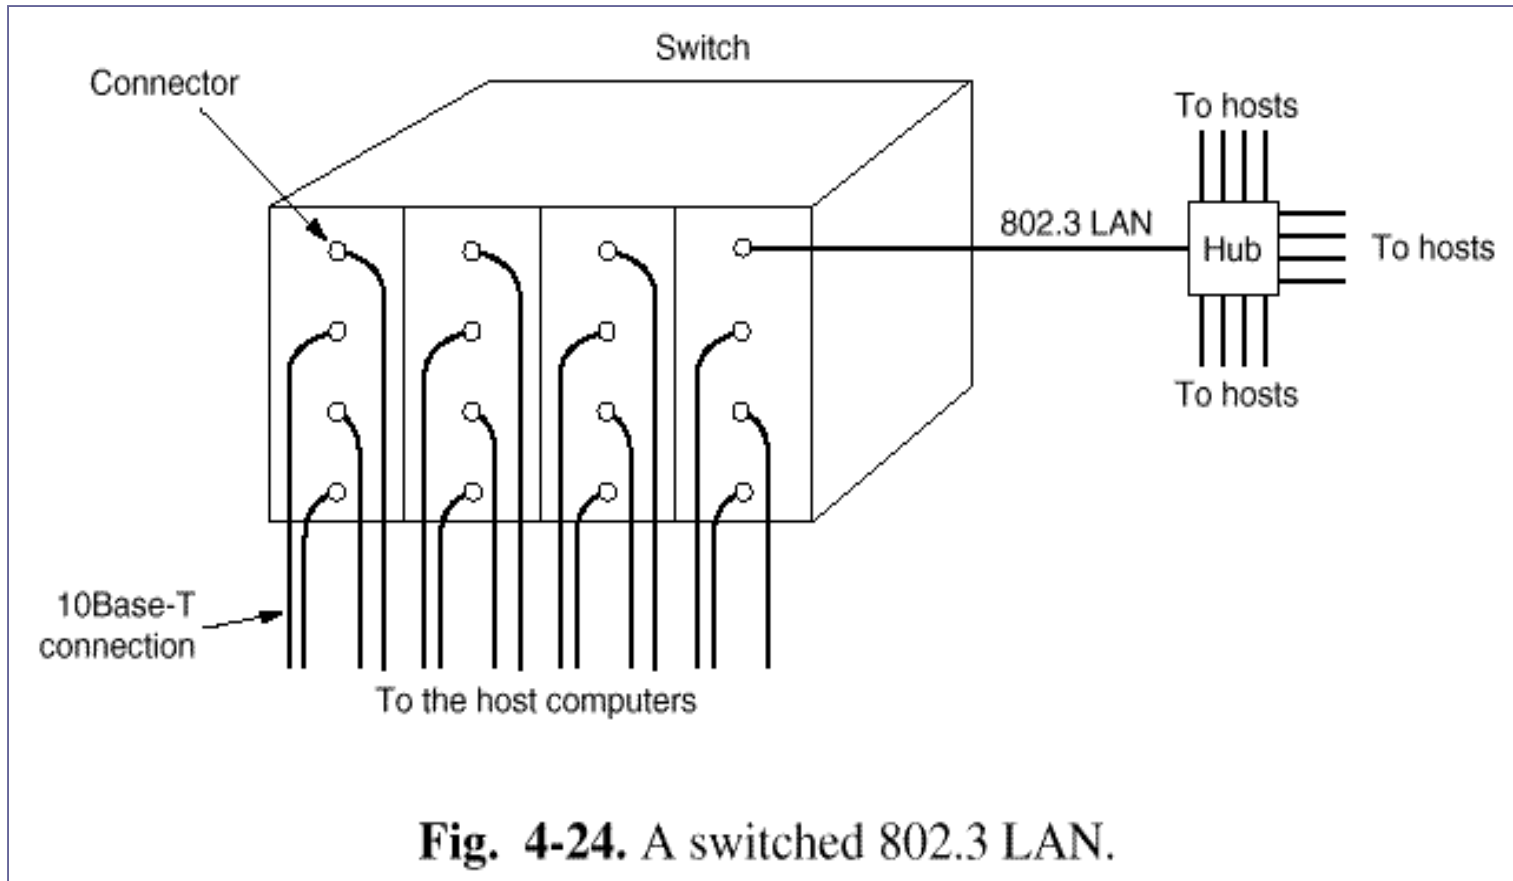 Switch
Connector
To hosts
802.3 LAN
Hub
To hosts
To hosts
10Base-T
connection
To the host computers
Fig. 4-24. A switched 802.3 LAN.